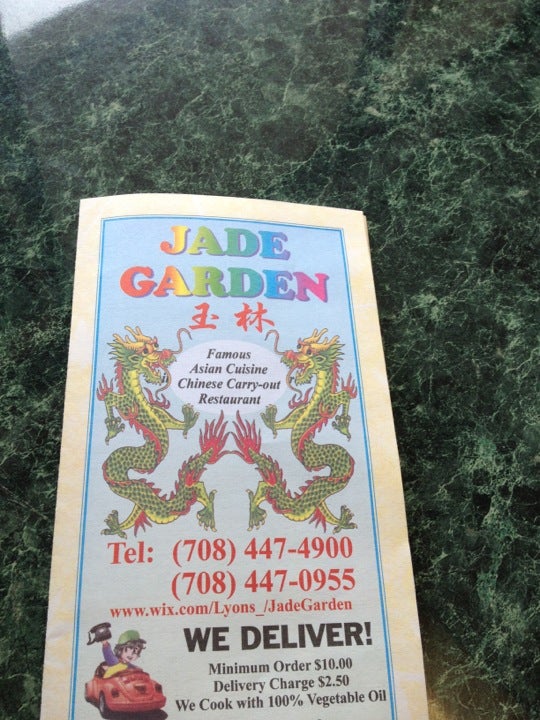 JADE
GARDEN
玉林
Famous
Asian Cuisine
Chinese Carry-out
Restaurant
Tel: (708) 447-4900
(708) 447-0955
www.wix.com/Lyons_/JadeGarden
WE DELIVER!
Minimum Order $10.00
Delivery Charge $2.50
We Cook with 100% Vegetable Oil